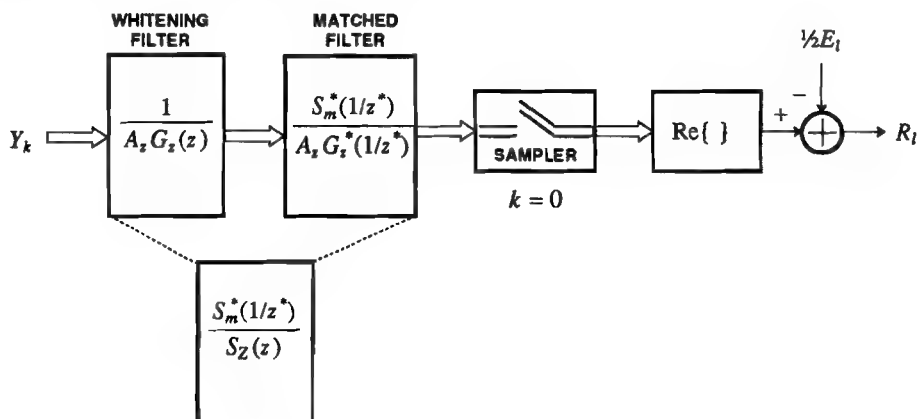 WHITENING
FILTER
MATCHED
FILTER
½E_l
Y_k
1
A_z G_z(z)
S_m^*(1/z^*)
A_z G_z^*(1/z^*)
SAMPLER
k = 0
Re{ }
+
−
+
R_l
S_m^*(1/z^*)
S_Z(z)